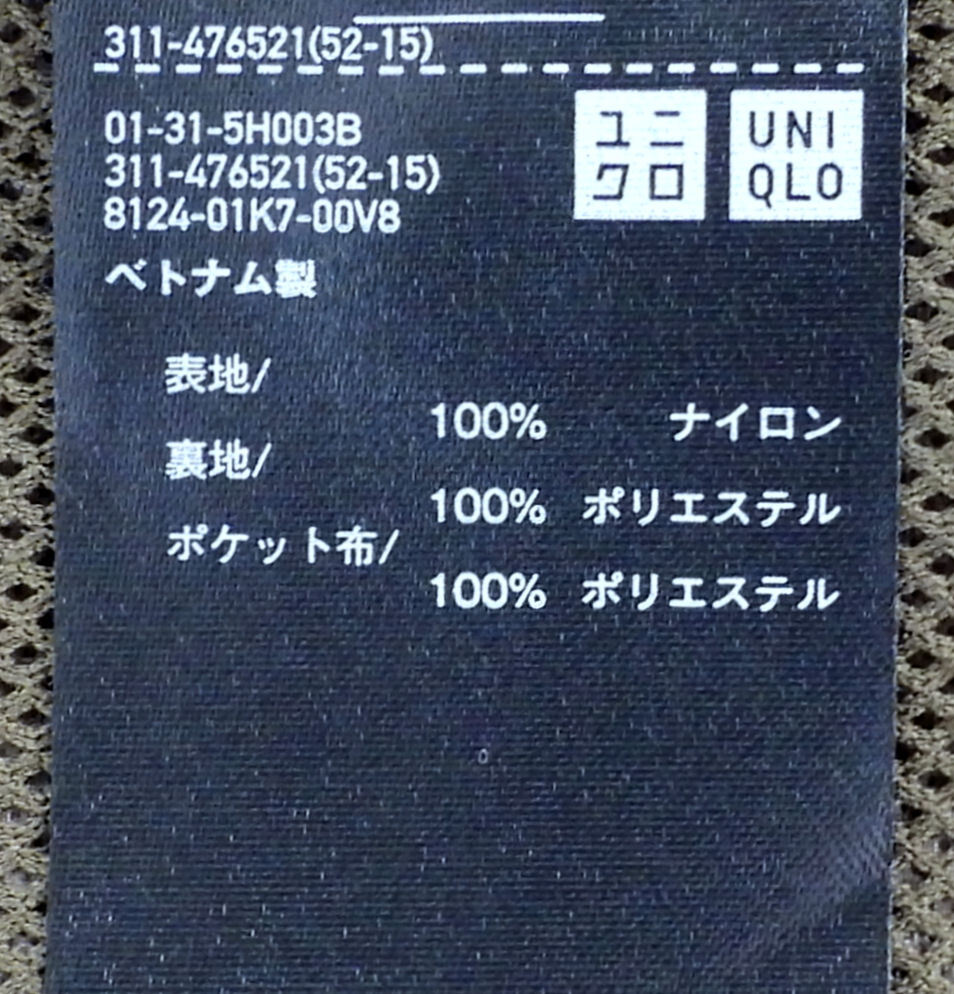 311-476521(52-15)
01-31-5H003B
311-476521(52-15)
8124-01K7-00V8
ユニ
クロ
UNI
QLO
ベトナム製
表地/
100% ナイロン
裏地/
100% ポリエステル
ポケット布/
100% ポリエステル
0